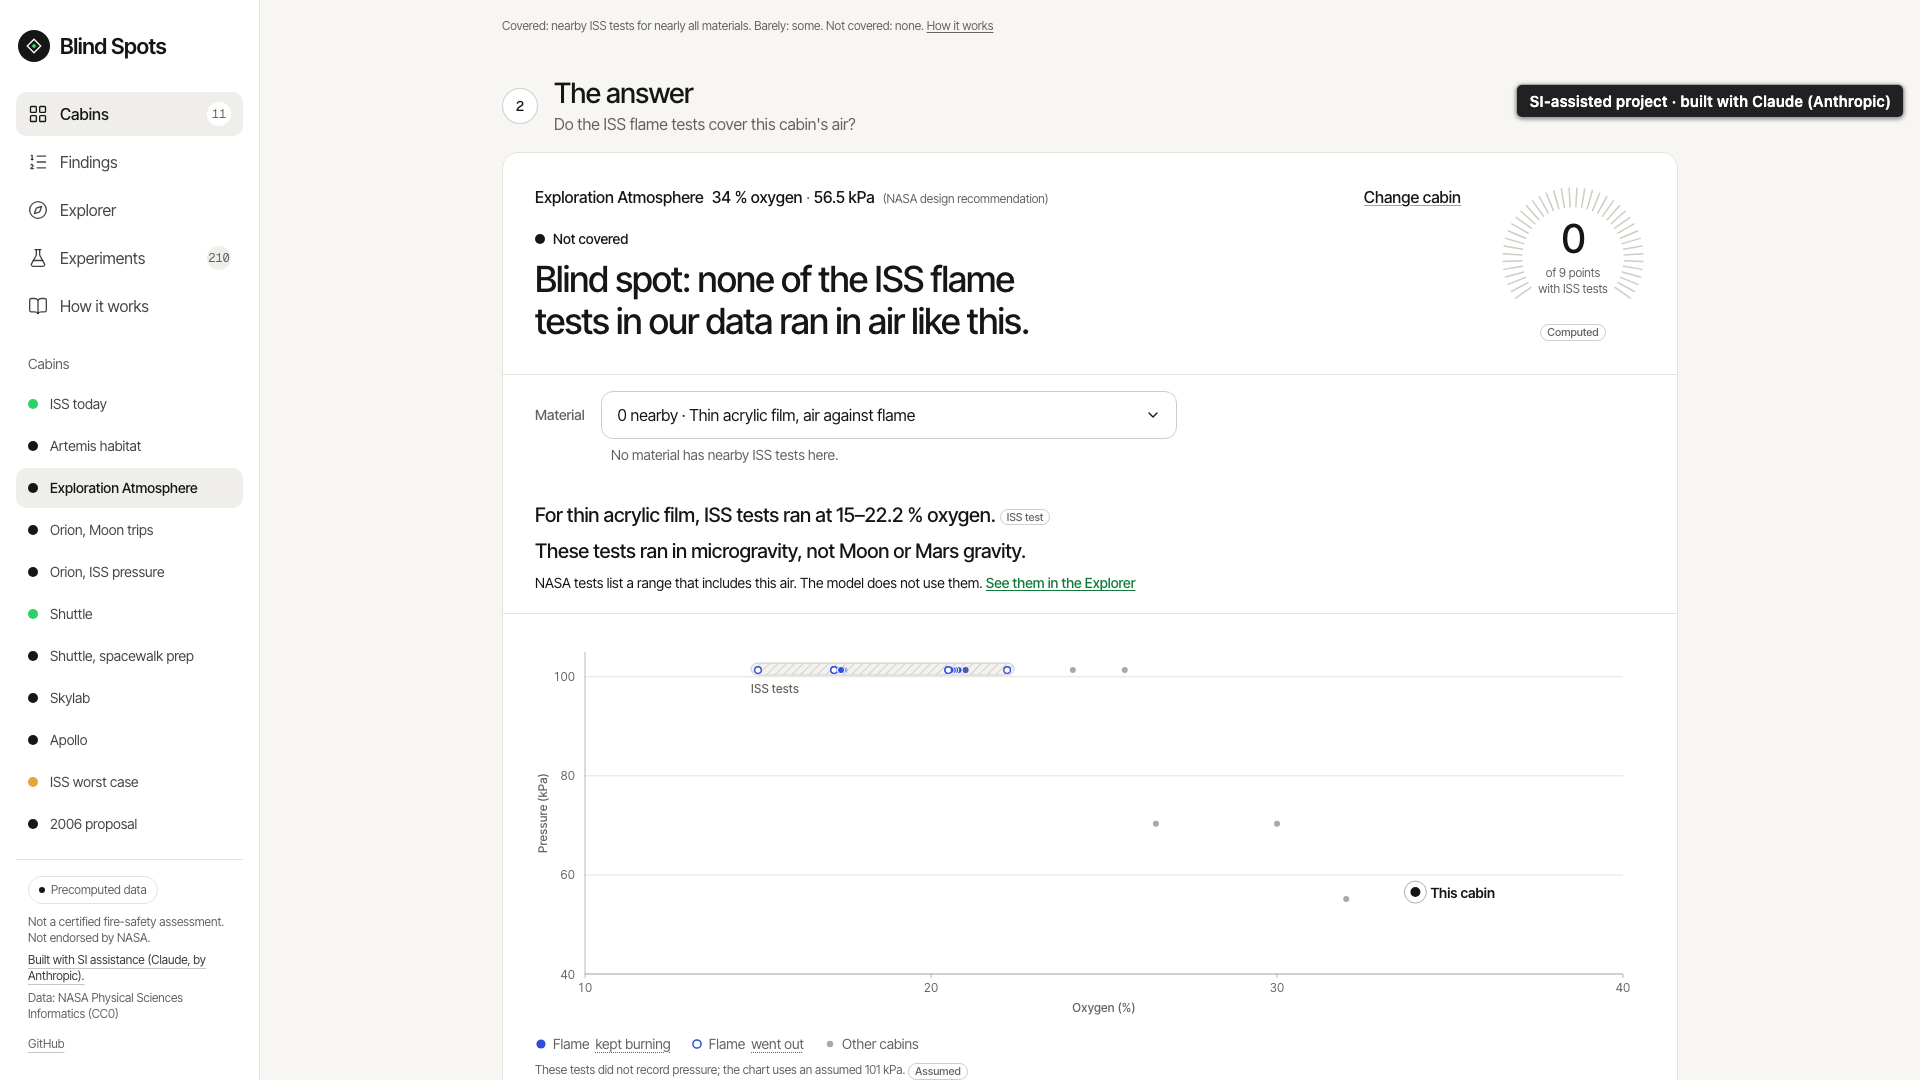 Blind Spots
Cabins 11
Findings
Explorer
Experiments 210
How it works
Cabins
ISS today
Artemis habitat
Exploration Atmosphere
Orion, Moon trips
Orion, ISS pressure
Shuttle
Shuttle, spacewalk prep
Skylab
Apollo
ISS worst case
2006 proposal
Precomputed data
Not a certified fire-safety assessment.
Not endorsed by NASA.
Built with SI assistance (Claude, by
Anthropic).
Data: NASA Physical Sciences
Informatics (CC0)
GitHub
Covered: nearby ISS tests for nearly all materials. Barely: some. Not covered: none. How it works
2
The answer
Do the ISS flame tests cover this cabin's air?
SI-assisted project · built with Claude (Anthropic)
Exploration Atmosphere 34 % oxygen · 56.5 kPa (NASA design recommendation)
Change cabin
Not covered
Blind spot: none of the ISS flame
tests in our data ran in air like this.
0
of 9 points
with ISS tests
Computed
Material
0 nearby · Thin acrylic film, air against flame
No material has nearby ISS tests here.
For thin acrylic film, ISS tests ran at 15–22.2 % oxygen. ISS test
These tests ran in microgravity, not Moon or Mars gravity.
NASA tests list a range that includes this air. The model does not use them. See them in the Explorer
100
ISS tests
80
Pressure (kPa)
60
This cabin
40
10 20 30 40
Oxygen (%)
Flame kept burning Flame went out Other cabins
These tests did not record pressure; the chart uses an assumed 101 kPa. Assumed